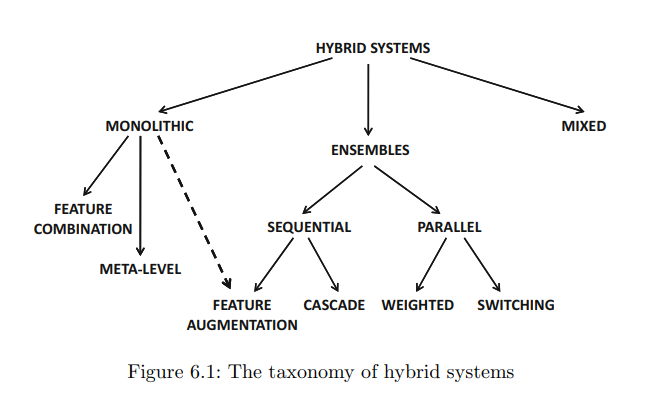 HYBRID SYSTEMS
MONOLITHIC
MIXED
ENSEMBLES
FEATURE
COMBINATION
SEQUENTIAL
PARALLEL
META-LEVEL
FEATURE
AUGMENTATION
CASCADE
WEIGHTED
SWITCHING
Figure 6.1: The taxonomy of hybrid systems